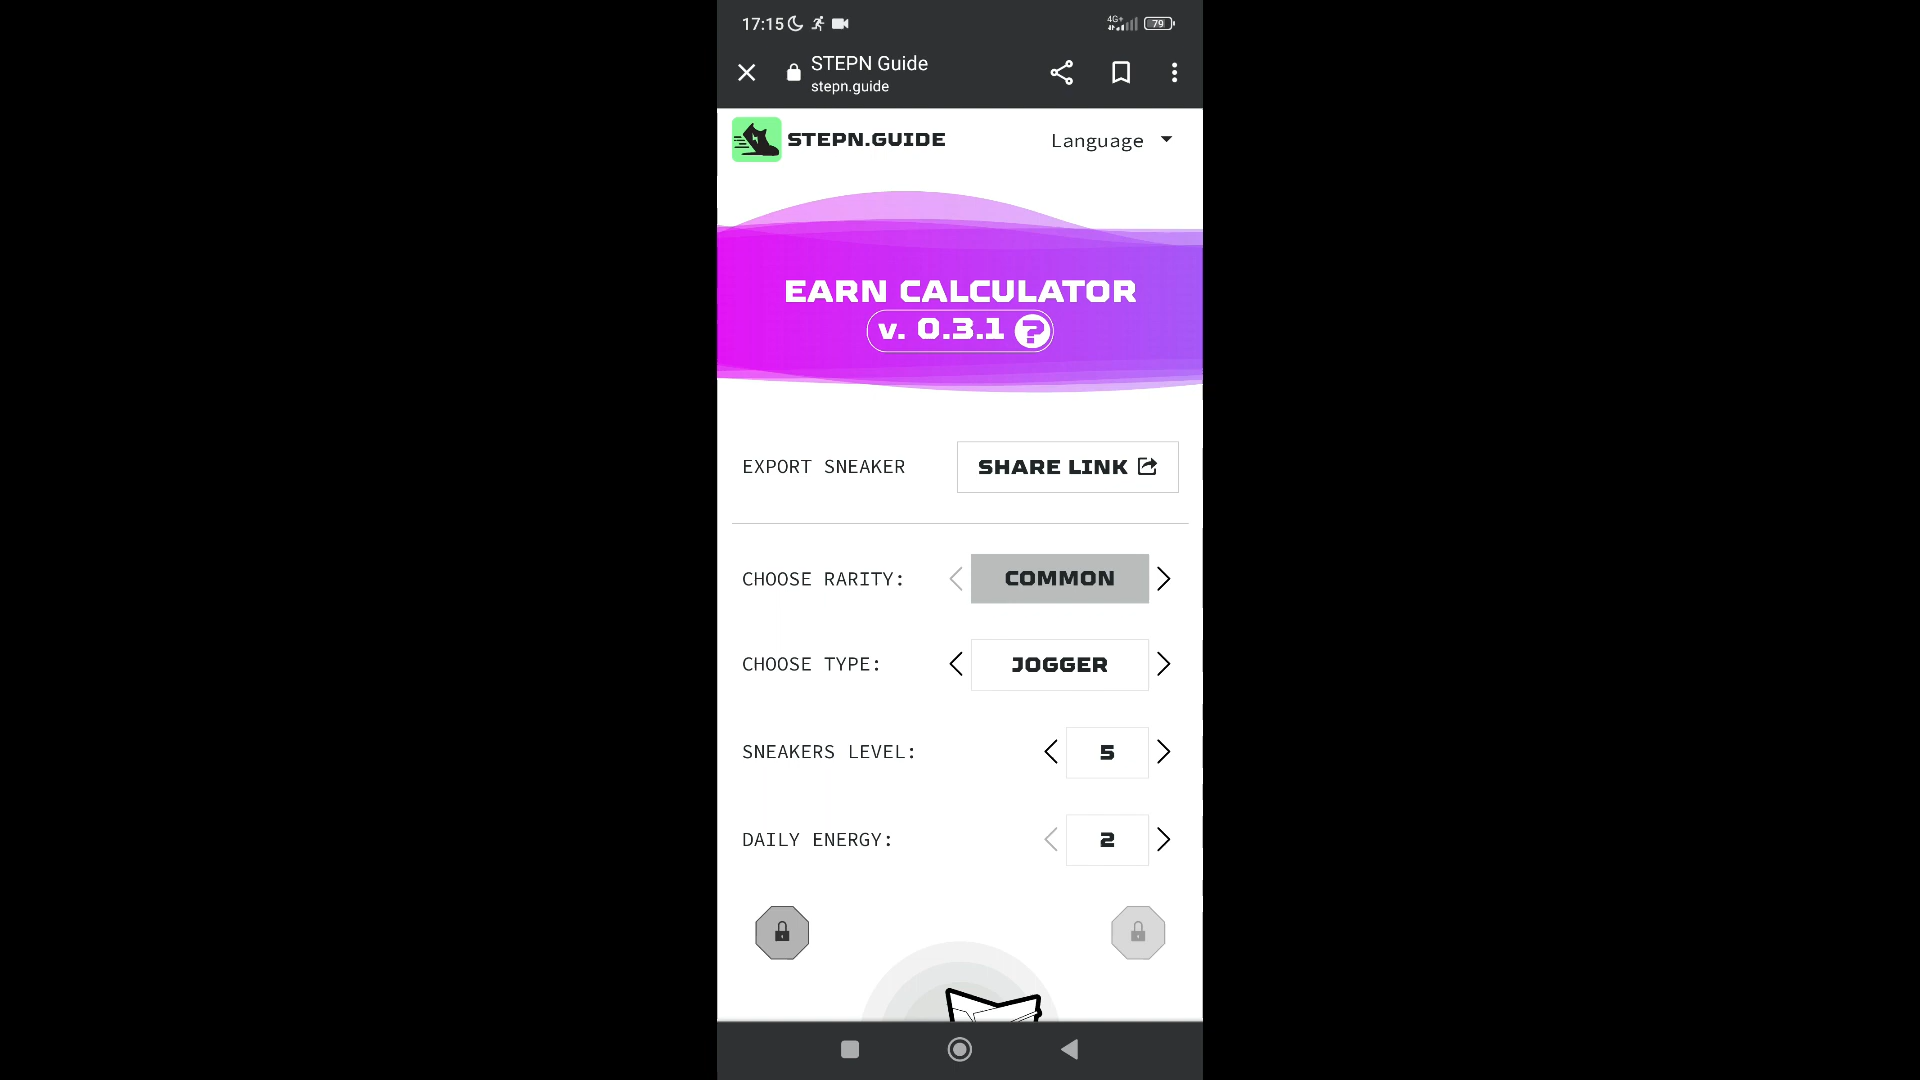 17:15
4G+
79
STEPN Guide
stepn.guide
STEPN.GUIDE
Language
EARN CALCULATOR
v. 0.3.1 ?
EXPORT SNEAKER
SHARE LINK
CHOOSE RARITY:
COMMON
CHOOSE TYPE:
JOGGER
SNEAKERS LEVEL:
5
DAILY ENERGY:
2